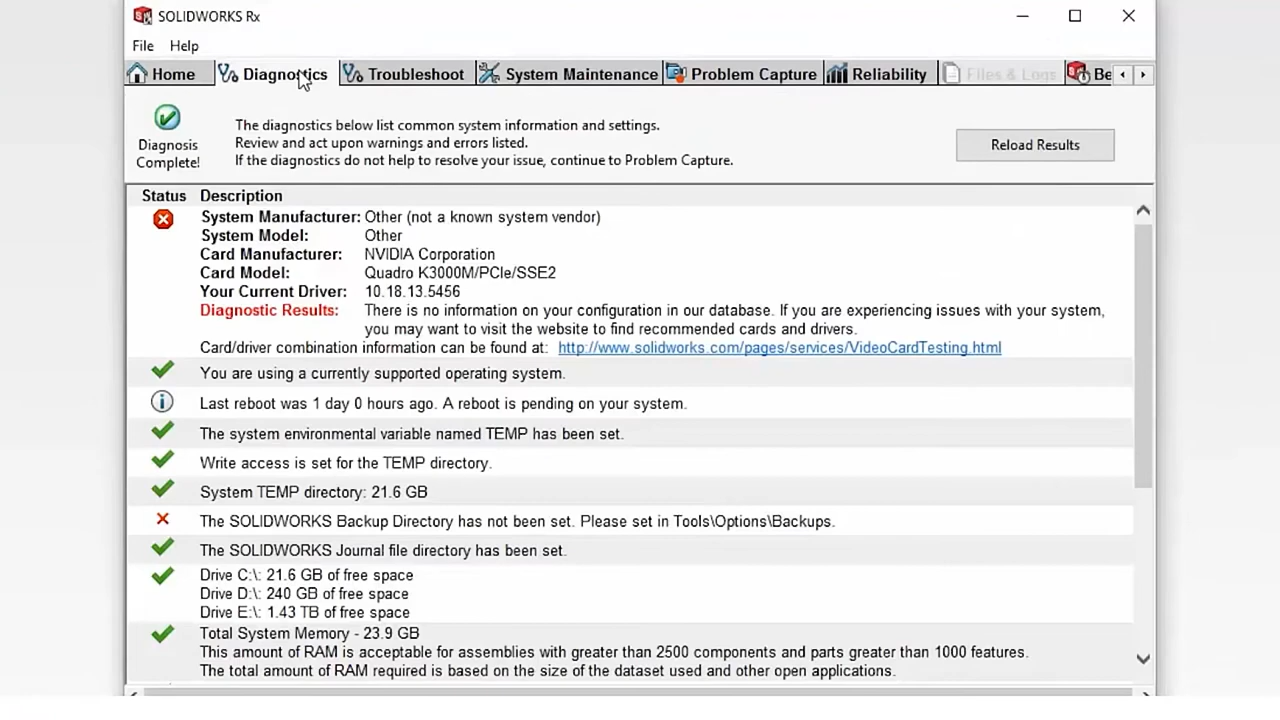 SOLIDWORKS Rx
File Help
Home Diagnostics Troubleshoot System Maintenance Problem Capture Reliability Files & Logs Be
Diagnosis Complete!
The diagnostics below list common system information and settings.
Review and act upon warnings and errors listed.
If the diagnostics do not help to resolve your issue, continue to Problem Capture.
Reload Results
Status Description
System Manufacturer: Other (not a known system vendor)
System Model: Other
Card Manufacturer: NVIDIA Corporation
Card Model: Quadro K3000M/PCIe/SSE2
Your Current Driver: 10.18.13.5456
Diagnostic Results: There is no information on your configuration in our database. If you are experiencing issues with your system,
you may want to visit the website to find recommended cards and drivers.
Card/driver combination information can be found at: http://www.solidworks.com/pages/services/VideoCardTesting.html
You are using a currently supported operating system.
Last reboot was 1 day 0 hours ago. A reboot is pending on your system.
The system environmental variable named TEMP has been set.
Write access is set for the TEMP directory.
System TEMP directory: 21.6 GB
The SOLIDWORKS Backup Directory has not been set. Please set in Tools\Options\Backups.
The SOLIDWORKS Journal file directory has been set.
Drive C:\: 21.6 GB of free space
Drive D:\: 240 GB of free space
Drive E:\: 1.43 TB of free space
Total System Memory - 23.9 GB
This amount of RAM is acceptable for assemblies with greater than 2500 components and parts greater than 1000 features.
The total amount of RAM required is based on the size of the dataset used and other open applications.